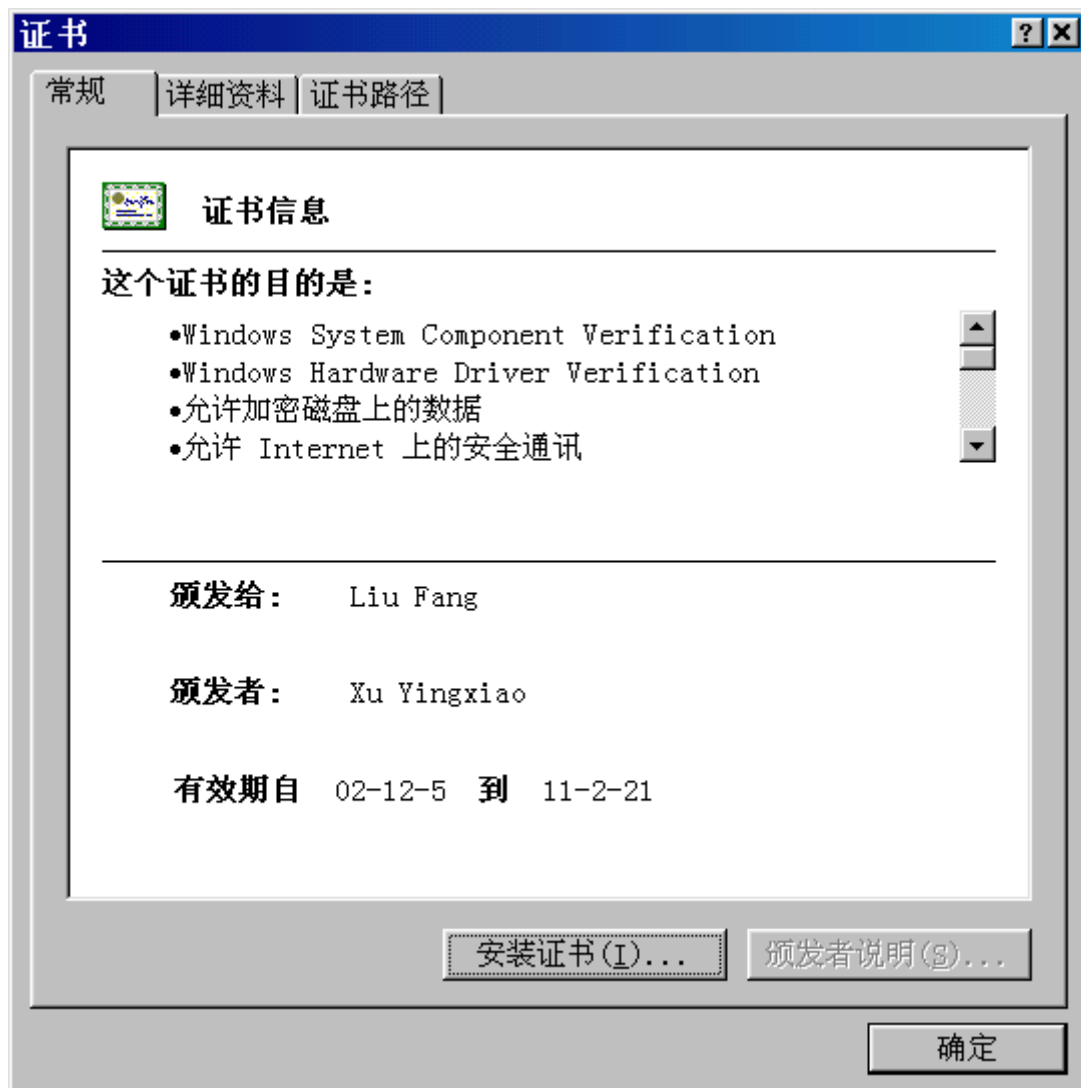 证书
常规 详细资料 证书路径
证书信息
这个证书的目的是:
•Windows System Component Verification
•Windows Hardware Driver Verification
•允许加密磁盘上的数据
•允许 Internet 上的安全通讯
颁发给: Liu Fang
颁发者: Xu Yingxiao
有效期自 02-12-5 到 11-2-21
安装证书(I)... 颁发者说明(S)...
确定